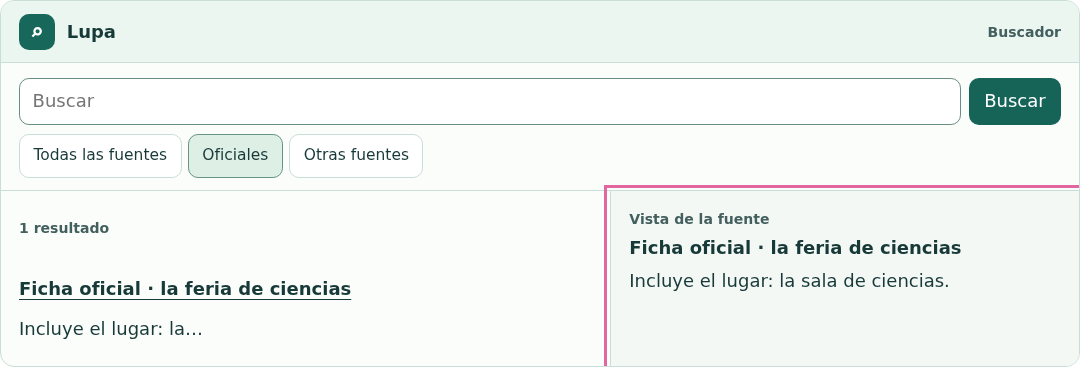 Lupa
Buscador
Buscar
Buscar
Todas las fuentes
Oficiales
Otras fuentes
1 resultado
Ficha oficial · la feria de ciencias
Incluye el lugar: la…
Vista de la fuente
Ficha oficial · la feria de ciencias
Incluye el lugar: la sala de ciencias.